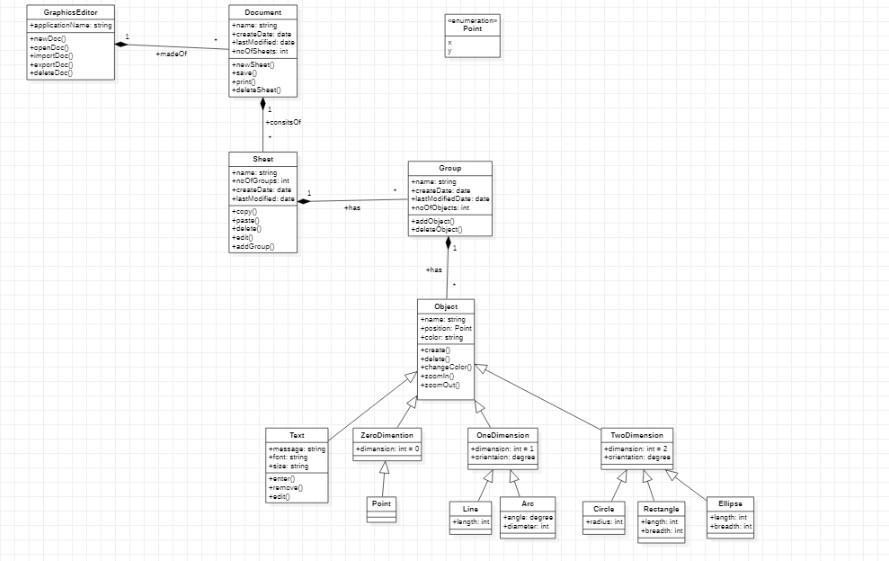 GraphicsEditor
+applicationName: string
+newDoc()
+openDoc()
+importDoc()
+exportDoc()
+deleteDoc()
1
*
+madeOf
Document
+name: string
+createDate: date
+lastModified: date
+noOfSheets: int
+newSheet()
+save()
+print()
+deleteSheet()
«enumeration»
Point
x
y
1
+consitsOf
*
Sheet
+name: string
+noOfGroups: int
+createDate: date
+lastModified: date
+copy()
+paste()
+delete()
+edit()
+addGroup()
1
*
+has
Group
+name: string
+createDate: date
+lastModifiedDate: date
+noOfObjects: int
+addObject()
+deleteObject()
1
+has
*
Object
+name: string
+position: Point
+color: string
+create()
+delete()
+changeColor()
+zoomIn()
+zoomOut()
Text
+message: string
+font: string
+size: string
+enter()
+remove()
+edit()
ZeroDimention
+dimension: int = 0
OneDimension
+dimension: int = 1
+orientaion: degree
TwoDimension
+dimension: int = 2
+orientation: degree
Point
Line
+length: int
Arc
+angle: degree
+diameter: int
Circle
+radius: int
Rectangle
+length: int
+breadth: int
Ellipse
+length: int
+breadth: int